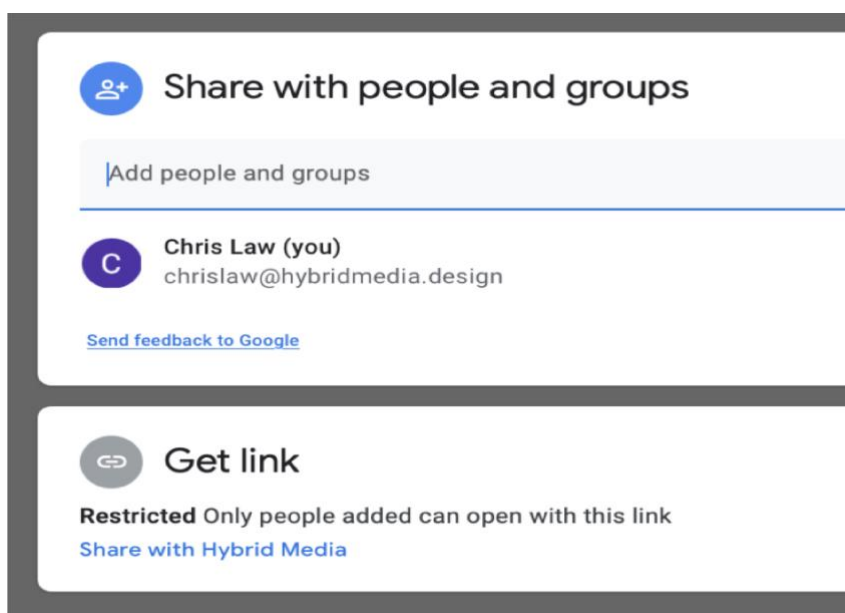 Share with people and groups
Add people and groups
C
Chris Law (you)
chrislaw@hybridmedia.design
Send feedback to Google
Get link
Restricted Only people added can open with this link
Share with Hybrid Media